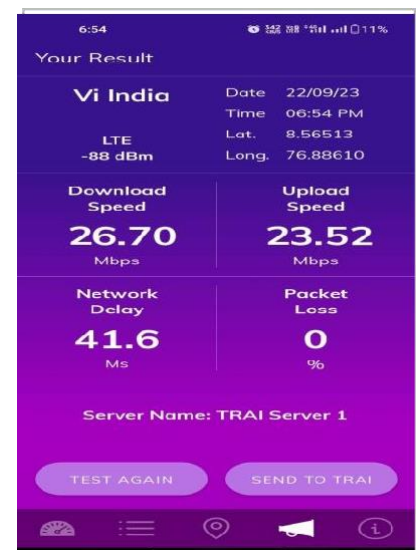 6:54
11%
Your Result
Vi India
LTE
-88 dBm
Date 22/09/23
Time 06:54 PM
Lat. 8.56513
Long. 76.88610
Download
Speed
26.70
Mbps
Upload
Speed
23.52
Mbps
Network
Delay
41.6
Ms
Packet
Loss
0
%
Server Name: TRAI Server 1
TEST AGAIN
SEND TO TRAI